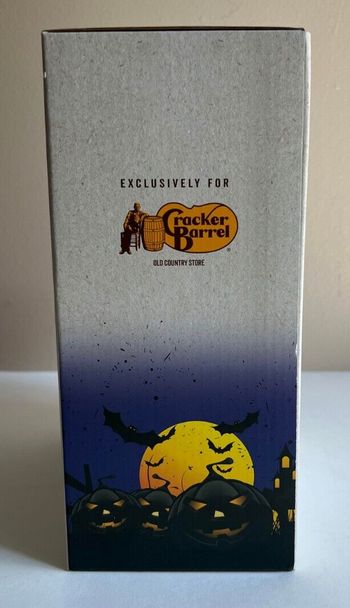 EXCLUSIVELY FOR
Cracker
Barrel
OLD COUNTRY STORE